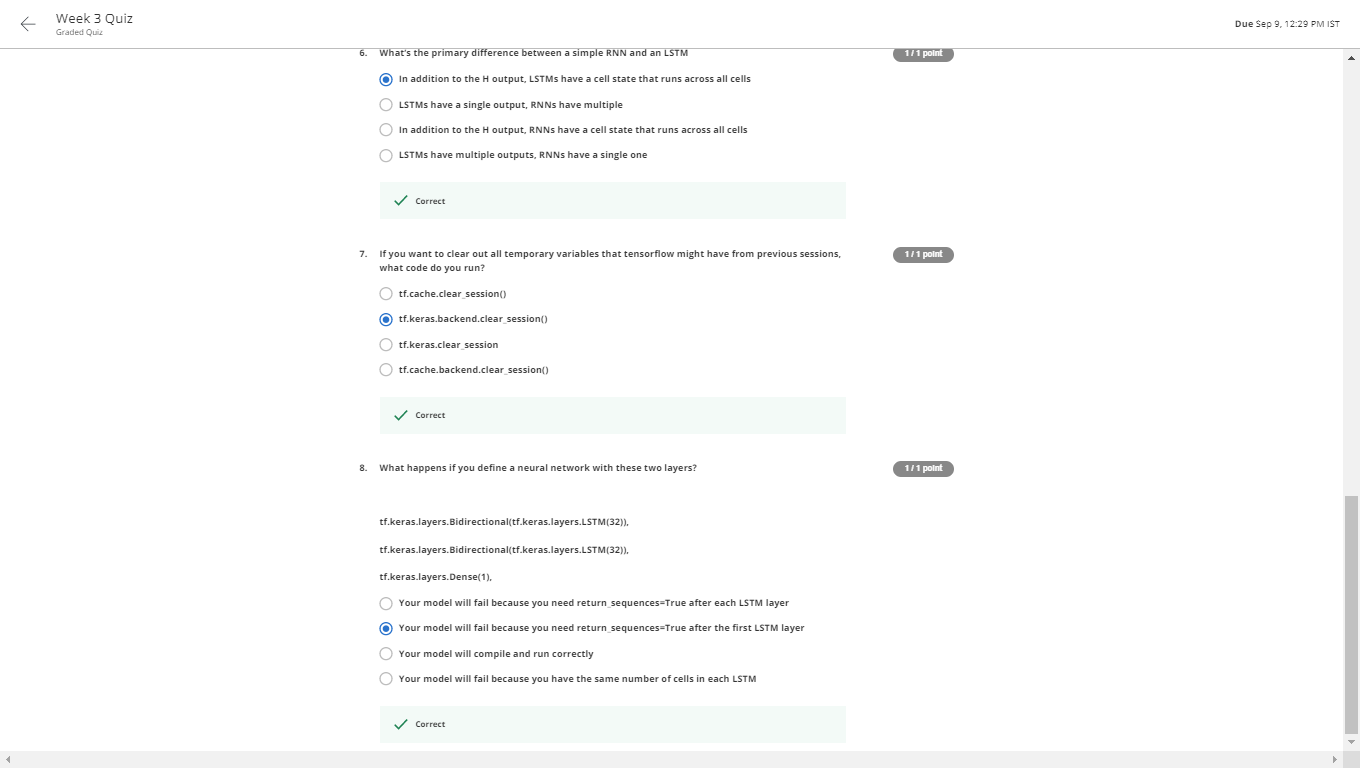 Week 3 Quiz
Graded Quiz
Due Sep 9, 12:29 PM IST
6. What's the primary difference between a simple RNN and an LSTM
1 / 1 point
In addition to the H output, LSTMs have a cell state that runs across all cells
LSTMs have a single output, RNNs have multiple
In addition to the H output, RNNs have a cell state that runs across all cells
LSTMs have multiple outputs, RNNs have a single one
Correct
7. If you want to clear out all temporary variables that tensorflow might have from previous sessions,
what code do you run?
1 / 1 point
tf.cache.clear_session()
tf.keras.backend.clear_session()
tf.keras.clear_session
tf.cache.backend.clear_session()
Correct
8. What happens if you define a neural network with these two layers?
1 / 1 point
tf.keras.layers.Bidirectional(tf.keras.layers.LSTM(32)),
tf.keras.layers.Bidirectional(tf.keras.layers.LSTM(32)),
tf.keras.layers.Dense(1),
Your model will fail because you need return_sequences=True after each LSTM layer
Your model will fail because you need return_sequences=True after the first LSTM layer
Your model will compile and run correctly
Your model will fail because you have the same number of cells in each LSTM
Correct